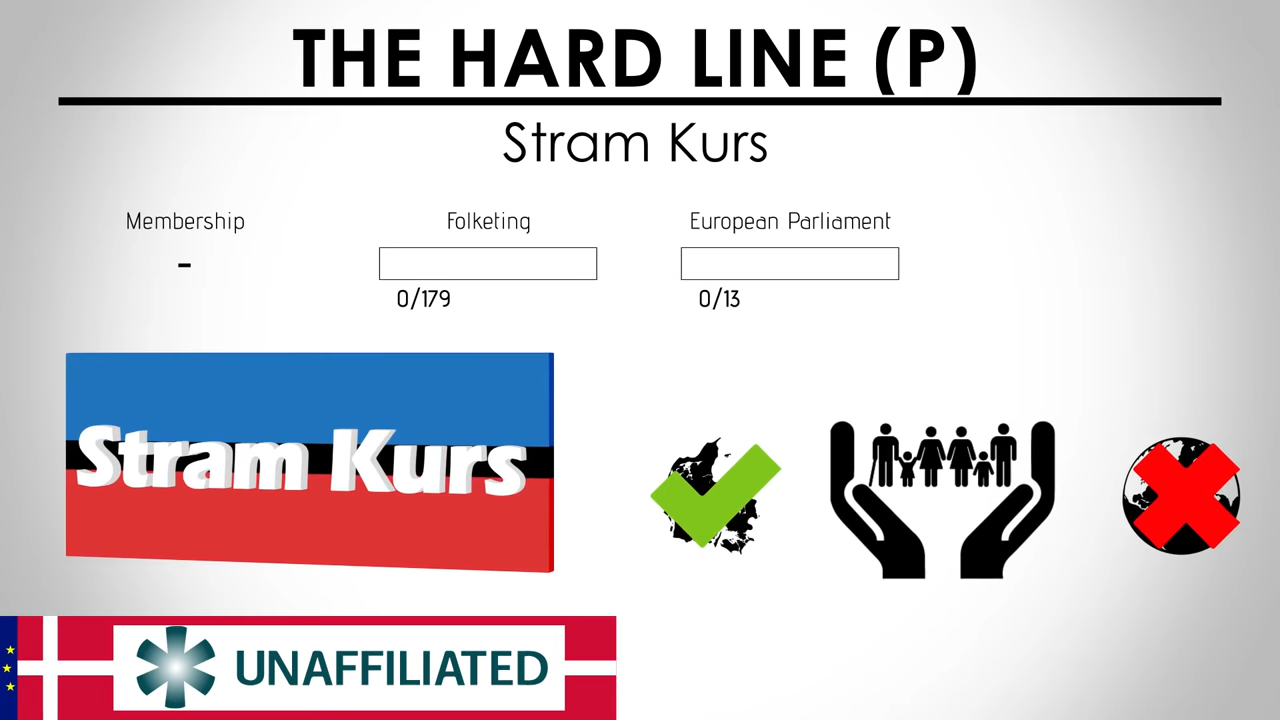 THE HARD LINE (P)
Stram Kurs
Membership
Folketing
European Parliament
-
0/179
0/13
Stram Kurs
UNAFFILIATED